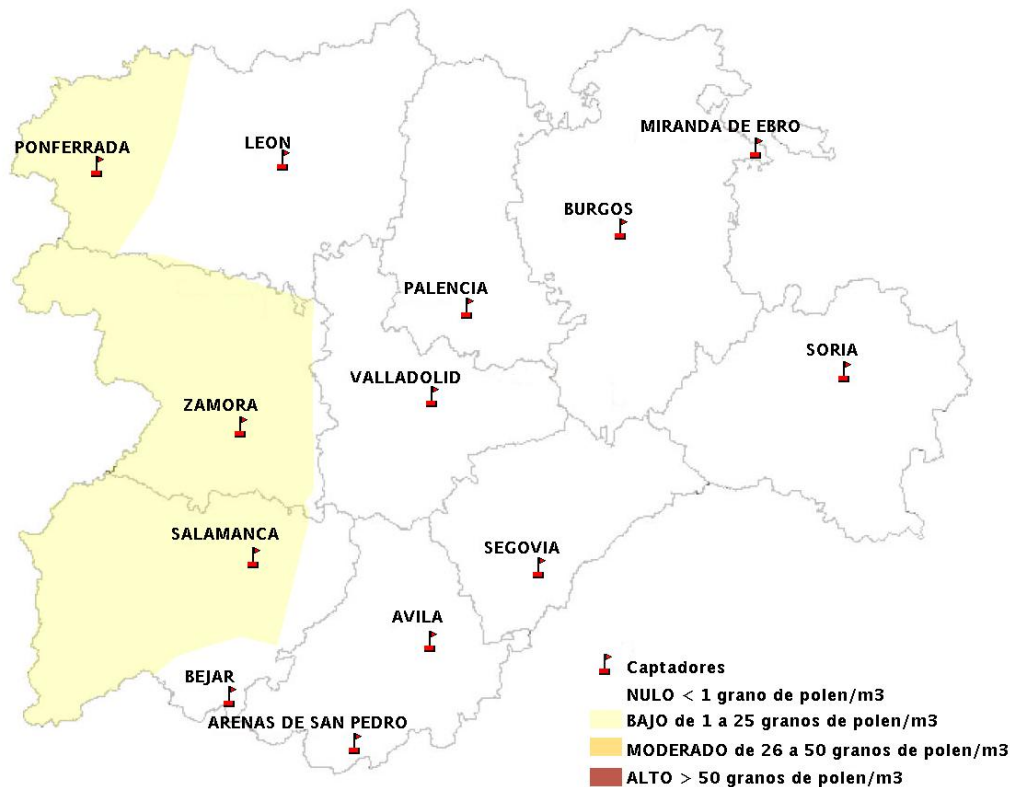 MIRANDA DE EBRO
PONFERRADA
LEON
BURGOS
PALENCIA
SORIA
VALLADOLID
ZAMORA
SALAMANCA
SEGOVIA
AVILA
BEJAR
ARENAS DE SAN PEDRO
Captadores
NULO < 1 grano de polen/m3
BAJO de 1 a 25 granos de polen/m3
MODERADO de 26 a 50 granos de polen/m3
ALTO > 50 granos de polen/m3